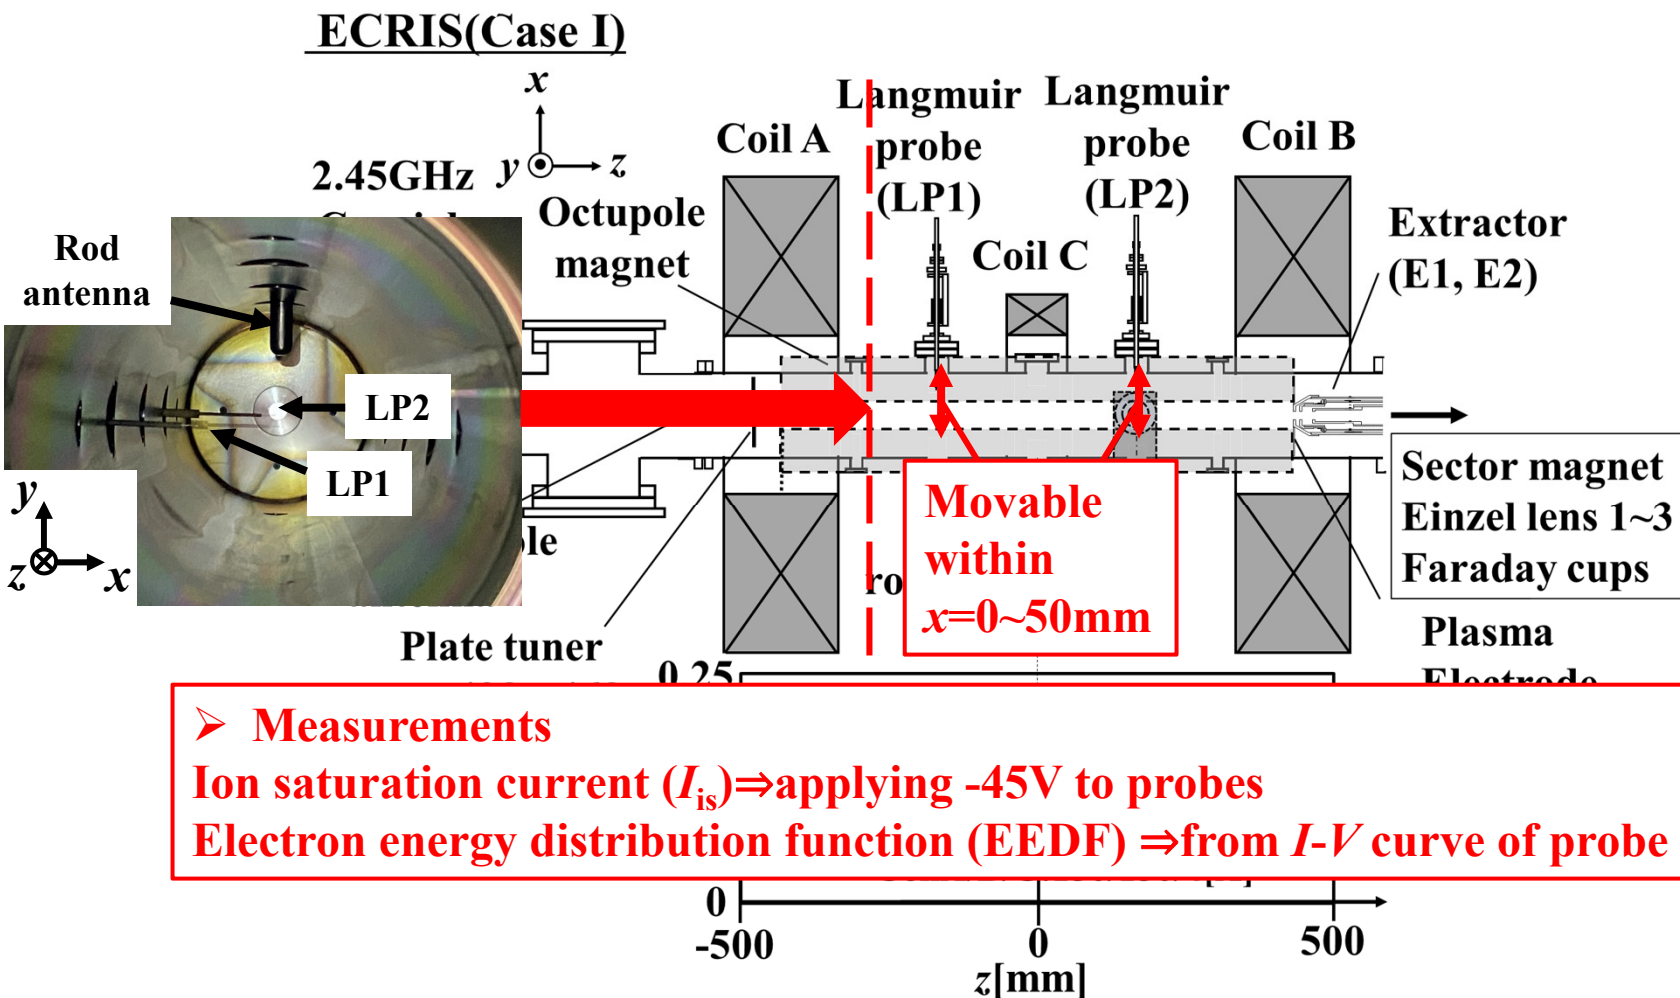 ECRIS(Case I)
x
y
z
2.45GHz
Coil A
Langmuir
probe
(LP1)
Langmuir
probe
(LP2)
Coil B
Octupole
magnet
Coil C
Extractor
(E1, E2)
Rod
antenna
LP2
LP1
y
z
x
Movable
within
x=0~50mm
Sector magnet
Einzel lens 1~3
Faraday cups
Plate tuner
Plasma
Electrode
0.25
➢ Measurements
Ion saturation current (Iis)⇒applying -45V to probes
Electron energy distribution function (EEDF) ⇒from I-V curve of probe
0
-500
0
500
z[mm]